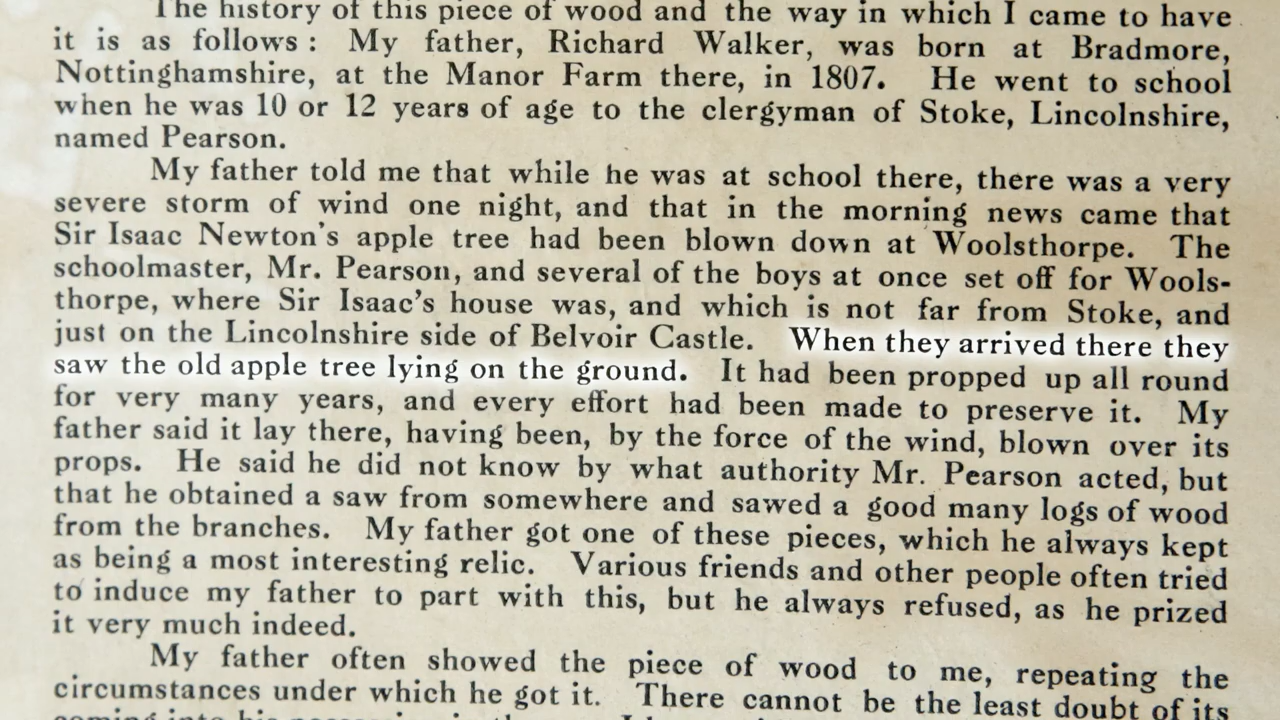 The history of this piece of wood and the way in which I came to have
it is as follows: My father, Richard Walker, was born at Bradmore,
Nottinghamshire, at the Manor Farm there, in 1807. He went to school
when he was 10 or 12 years of age to the clergyman of Stoke, Lincolnshire,
named Pearson.
My father told me that while he was at school there, there was a very
severe storm of wind one night, and that in the morning news came that
Sir Isaac Newton's apple tree had been blown down at Woolsthorpe. The
schoolmaster, Mr. Pearson, and several of the boys at once set off for Wools-
thorpe, where Sir Isaac's house was, and which is not far from Stoke, and
just on the Lincolnshire side of Belvoir Castle. When they arrived there they
saw the old apple tree lying on the ground. It had been propped up all round
for very many years, and every effort had been made to preserve it. My
father said it lay there, having been, by the force of the wind, blown over its
props. He said he did not know by what authority Mr. Pearson acted, but
that he obtained a saw from somewhere and sawed a good many logs of wood
from the branches. My father got one of these pieces, which he always kept
as being a most interesting relic. Various friends and other people often tried
to induce my father to part with this, but he always refused, as he prized
it very much indeed.
My father often showed the piece of wood to me, repeating the
circumstances under which he got it. There cannot be the least doubt of its